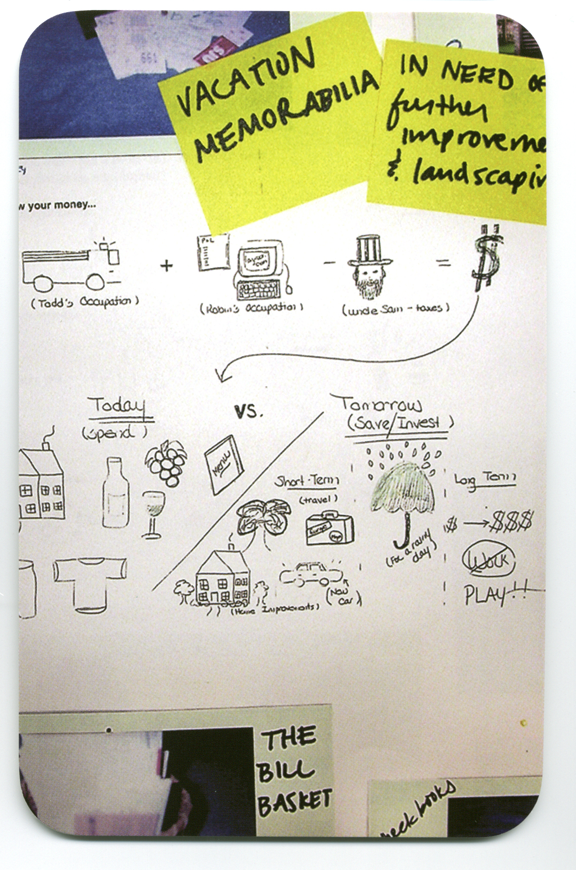 VACATION
MEMORABILIA
IN NEED OF
further
improveme
& landscapin
w your money...
+
-
=
$
(Todd's Occupation)
(Robin's Occupation)
(uncle Sam - taxes)
Today
(spend)
vs.
Tomorrow
(Save/Invest)
Menu
Short-Term
(travel)
Long Term
$ → $$$
(for a rainy
day)
Work
PLAY!!
(New
Car)
(Home Improvements)
THE
BILL
BASKET
heckbooks